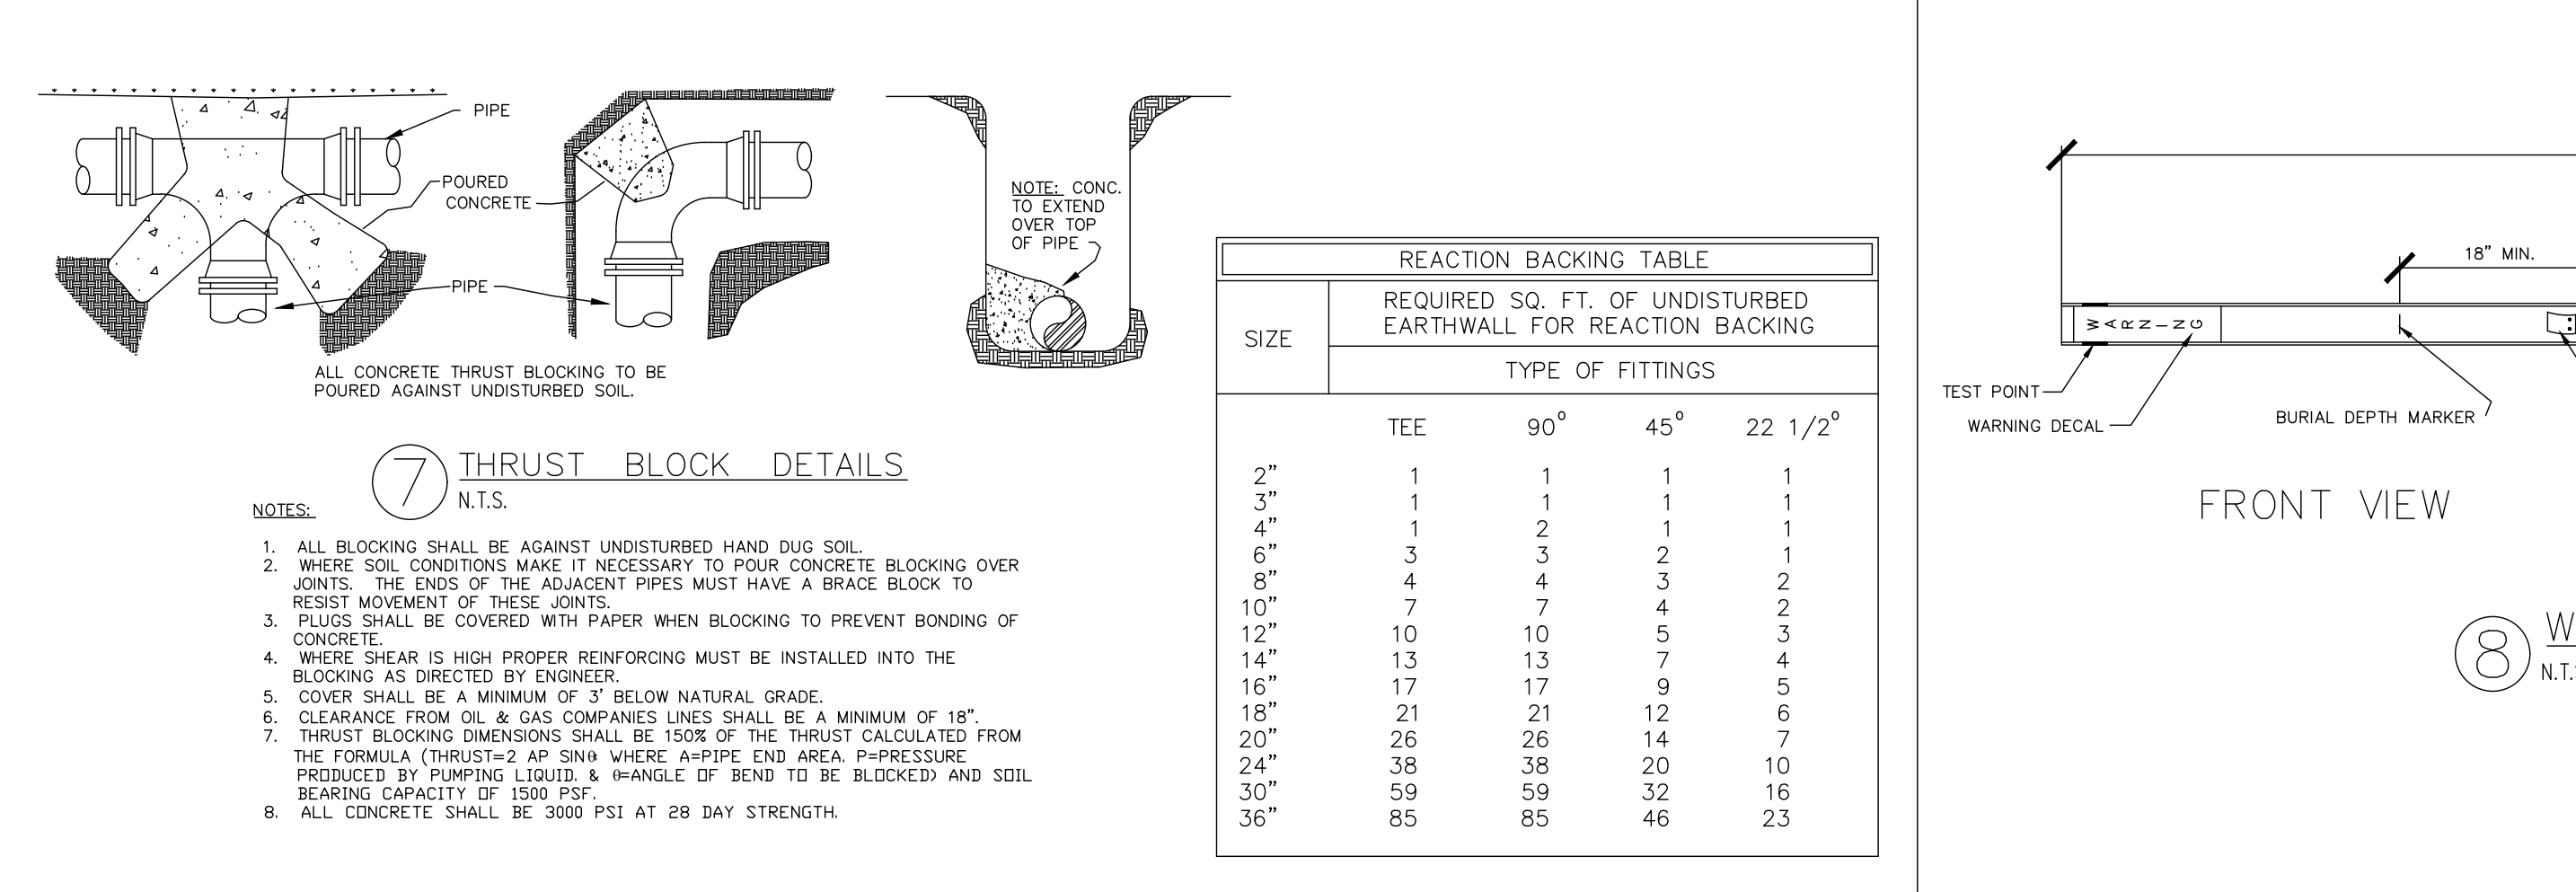 PIPE
POURED
CONCRETE
PIPE
ALL CONCRETE THRUST BLOCKING TO BE
POURED AGAINST UNDISTURBED SOIL.
NOTE: CONC.
TO EXTEND
OVER TOP
OF PIPE
7 THRUST BLOCK DETAILS
N.T.S.
NOTES:
1. ALL BLOCKING SHALL BE AGAINST UNDISTURBED HAND DUG SOIL.
2. WHERE SOIL CONDITIONS MAKE IT NECESSARY TO POUR CONCRETE BLOCKING OVER
JOINTS. THE ENDS OF THE ADJACENT PIPES MUST HAVE A BRACE BLOCK TO
RESIST MOVEMENT OF THESE JOINTS.
3. PLUGS SHALL BE COVERED WITH PAPER WHEN BLOCKING TO PREVENT BONDING OF
CONCRETE.
4. WHERE SHEAR IS HIGH PROPER REINFORCING MUST BE INSTALLED INTO THE
BLOCKING AS DIRECTED BY ENGINEER.
5. COVER SHALL BE A MINIMUM OF 3' BELOW NATURAL GRADE.
6. CLEARANCE FROM OIL & GAS COMPANIES LINES SHALL BE A MINIMUM OF 18".
7. THRUST BLOCKING DIMENSIONS SHALL BE 150% OF THE THRUST CALCULATED FROM
THE FORMULA (THRUST=2 AP SINθ WHERE A=PIPE END AREA. P=PRESSURE
PRODUCED BY PUMPING LIQUID. & θ=ANGLE OF BEND TO BE BLOCKED) AND SOIL
BEARING CAPACITY OF 1500 PSF.
8. ALL CONCRETE SHALL BE 3000 PSI AT 28 DAY STRENGTH.
REACTION BACKING TABLE
SIZE
REQUIRED SQ. FT. OF UNDISTURBED
EARTHWALL FOR REACTION BACKING
TYPE OF FITTINGS
TEE 90° 45° 22 1/2°
2" 1 1 1 1
3" 1 1 1 1
4" 1 2 1 1
6" 3 3 2 1
8" 4 4 3 2
10" 7 7 4 2
12" 10 10 5 3
14" 13 13 7 4
16" 17 17 9 5
18" 21 21 12 6
20" 26 26 14 7
24" 38 38 20 10
30" 59 59 32 16
36" 85 85 46 23
18" MIN.
WARNING
TEST POINT
WARNING DECAL
BURIAL DEPTH MARKER
FRONT VIEW
8
N.T.